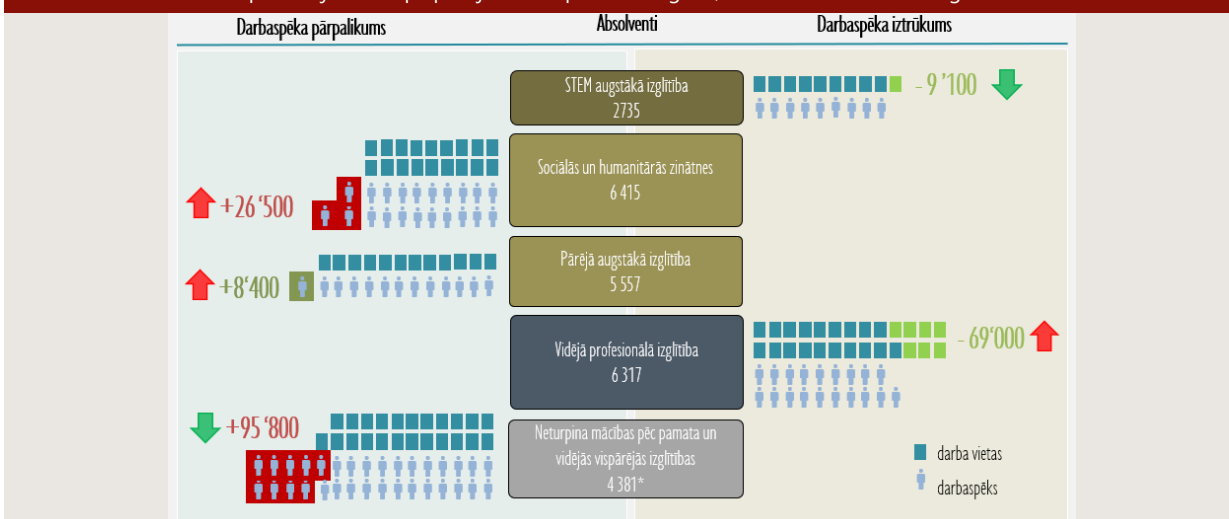 Darbaspēka pārpalikums
Absolventi
Darbaspēka iztrūkums
STEM augstākā izglītība
2735
- 9 '100
Sociālās un humanitārās zinātnes
6 415
+26 '500
Pārējā augstākā izglītība
5 557
+8'400
Vidējā profesionālā izglītība
6 317
- 69'000
+95 '800
Neturpina mācības pēc pamata un
vidējās vispārējās izglītības
4 381*
darba vietas
darbaspēks